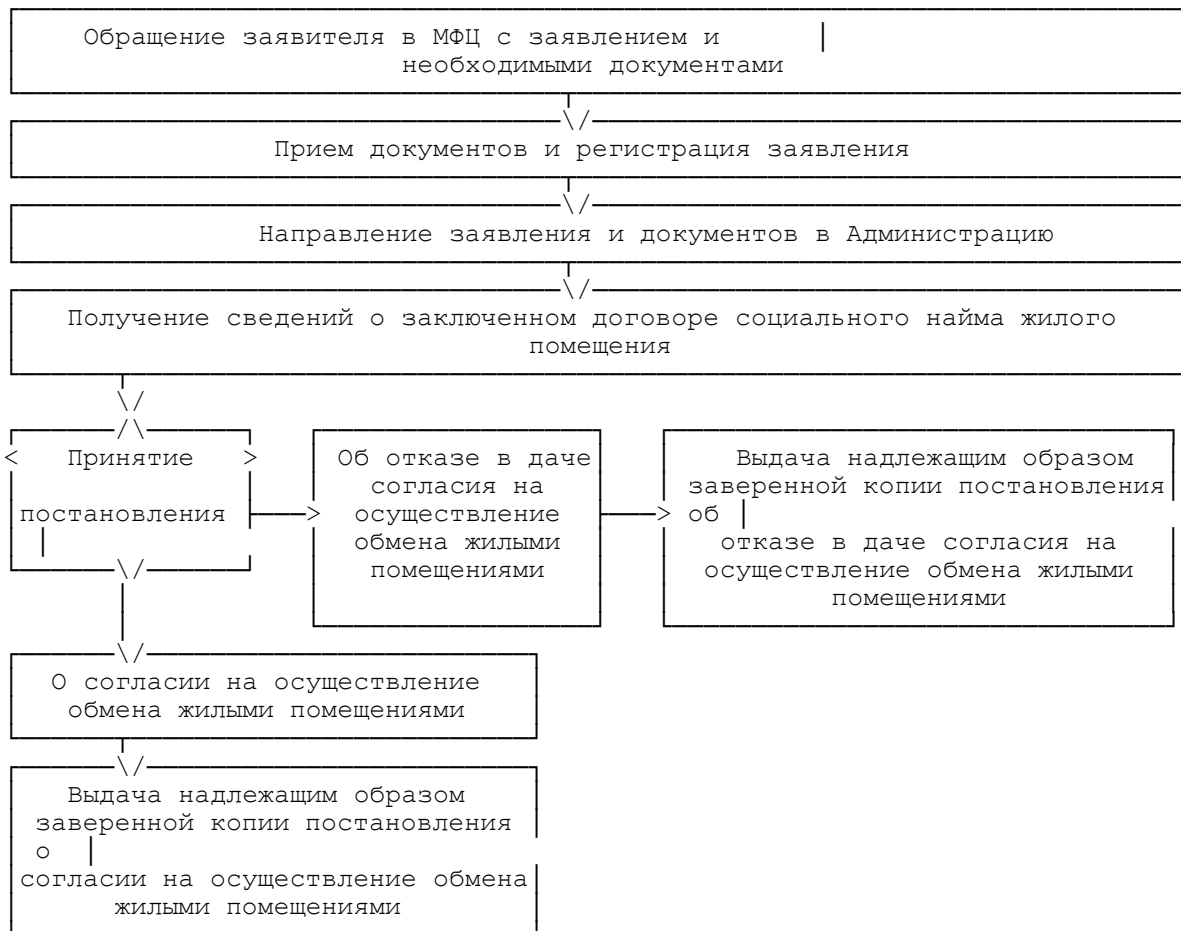 Обращение заявителя в МФЦ с заявлением и
необходимыми документами
Прием документов и регистрация заявления
Направление заявления и документов в Администрацию
Получение сведений о заключенном договоре социального найма жилого
помещения
Принятие
постановления
Об отказе в даче
согласия на
осуществление
обмена жилыми
помещениями
Выдача надлежащим образом
заверенной копии постановления
об
отказе в даче согласия на
осуществление обмена жилыми
помещениями
О согласии на осуществление
обмена жилыми помещениями
Выдача надлежащим образом
заверенной копии постановления
о
согласии на осуществление обмена
жилыми помещениями